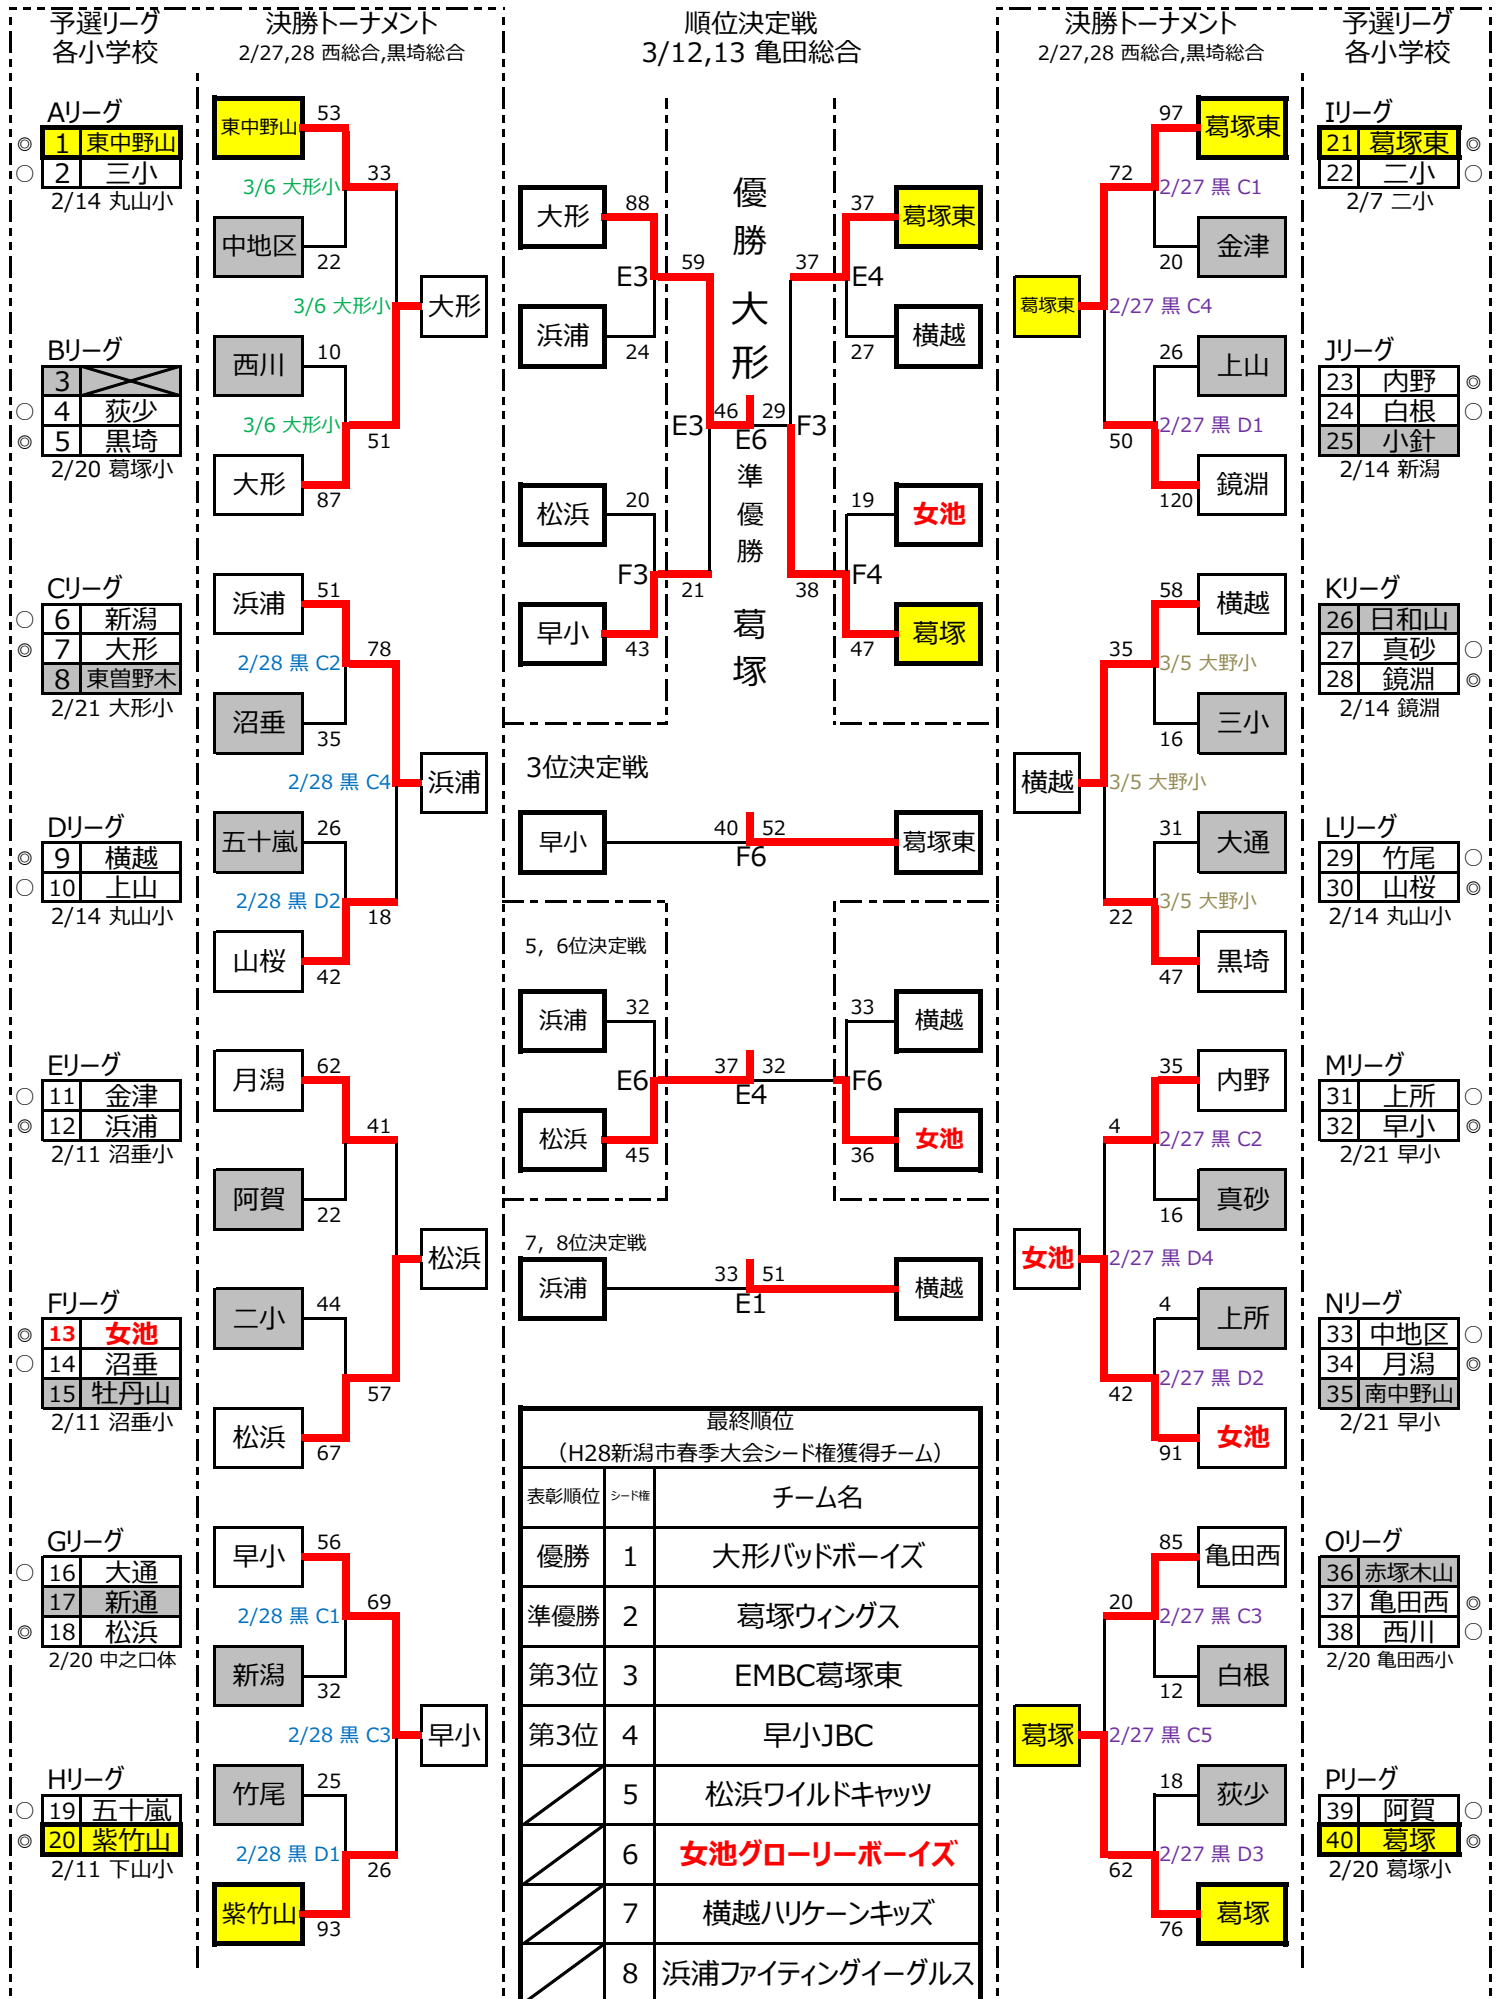 予選リーグ
各小学校
Aリーグ
◎ 1 東中野山
○ 2 三小
2/14 丸山小
Bリーグ
3
○ 4 荻少
◎ 5 黒埼
2/20 葛塚小
Cリーグ
○ 6 新潟
◎ 7 大形
8 東曽野木
2/21 大形小
Dリーグ
◎ 9 横越
○ 10 上山
2/14 丸山小
Eリーグ
○ 11 金津
◎ 12 浜浦
2/11 沼垂小
Fリーグ
◎ 13 女池
○ 14 沼垂
15 牡丹山
2/11 沼垂小
Gリーグ
○ 16 大通
17 新通
◎ 18 松浜
2/20 中之口体
Hリーグ
○ 19 五十嵐
◎ 20 紫竹山
2/11 下山小
決勝トーナメント
2/27,28 西総合,黒埼総合
東中野山 53
33
3/6 大形小
中地区 22
3/6 大形小
大形
西川 10
3/6 大形小
51
大形 87
浜浦 51
78
2/28 黒 C2
沼垂 35
2/28 黒 C4
浜浦
五十嵐 26
2/28 黒 D2
18
山桜 42
月潟 62
41
阿賀 22
松浜
二小 44
57
松浜 67
早小 56
69
2/28 黒 C1
新潟 32
2/28 黒 C3
早小
竹尾 25
2/28 黒 D1
26
紫竹山 93
順位決定戦
3/12,13 亀田総合
優勝 大形
準優勝 葛塚
大形 88
37 葛塚東
E3 59
37 E4
浜浦 24
27 横越
E3 46 29 F3
E6
松浜 20
19 女池
F3 21
38 F4
早小 43
47 葛塚
3位決定戦
早小 40 52 葛塚東
F6
5, 6位決定戦
浜浦 32
33 横越
E6 37 32 F6
E4
松浜 45
36 女池
7, 8位決定戦
浜浦 33 51 横越
E1
最終順位
（H28新潟市春季大会シード権獲得チーム）
表彰順位 シード権 チーム名
優勝 1 大形バッドボーイズ
準優勝 2 葛塚ウィングス
第3位 3 EMBC葛塚東
第3位 4 早小JBC
5 松浜ワイルドキャッツ
6 女池グローリーボーイズ
7 横越ハリケーンキッズ
8 浜浦ファイティングイーグルス
決勝トーナメント
2/27,28 西総合,黒埼総合
97 葛塚東
72
2/27 黒 C1
20 金津
葛塚東
2/27 黒 C4
26 上山
2/27 黒 D1
50
120 鏡淵
58 横越
35
3/5 大野小
16 三小
横越
3/5 大野小
31 大通
3/5 大野小
22
47 黒埼
35 内野
4
2/27 黒 C2
16 真砂
女池
2/27 黒 D4
4 上所
2/27 黒 D2
42
91 女池
85 亀田西
20
2/27 黒 C3
12 白根
葛塚
2/27 黒 C5
18 荻少
2/27 黒 D3
62
76 葛塚
予選リーグ
各小学校
Iリーグ
21 葛塚東 ◎
22 二小 ○
2/7 二小
Jリーグ
23 内野 ◎
24 白根 ○
25 小針
2/14 新潟
Kリーグ
26 日和山
27 真砂 ○
28 鏡淵 ◎
2/14 鏡淵
Lリーグ
29 竹尾 ○
30 山桜 ◎
2/14 丸山小
Mリーグ
31 上所 ○
32 早小 ◎
2/21 早小
Nリーグ
33 中地区 ○
34 月潟 ◎
35 南中野山
2/21 早小
Oリーグ
36 赤塚木山
37 亀田西 ◎
38 西川 ○
2/20 亀田西小
Pリーグ
39 阿賀 ○
40 葛塚 ◎
2/20 葛塚小